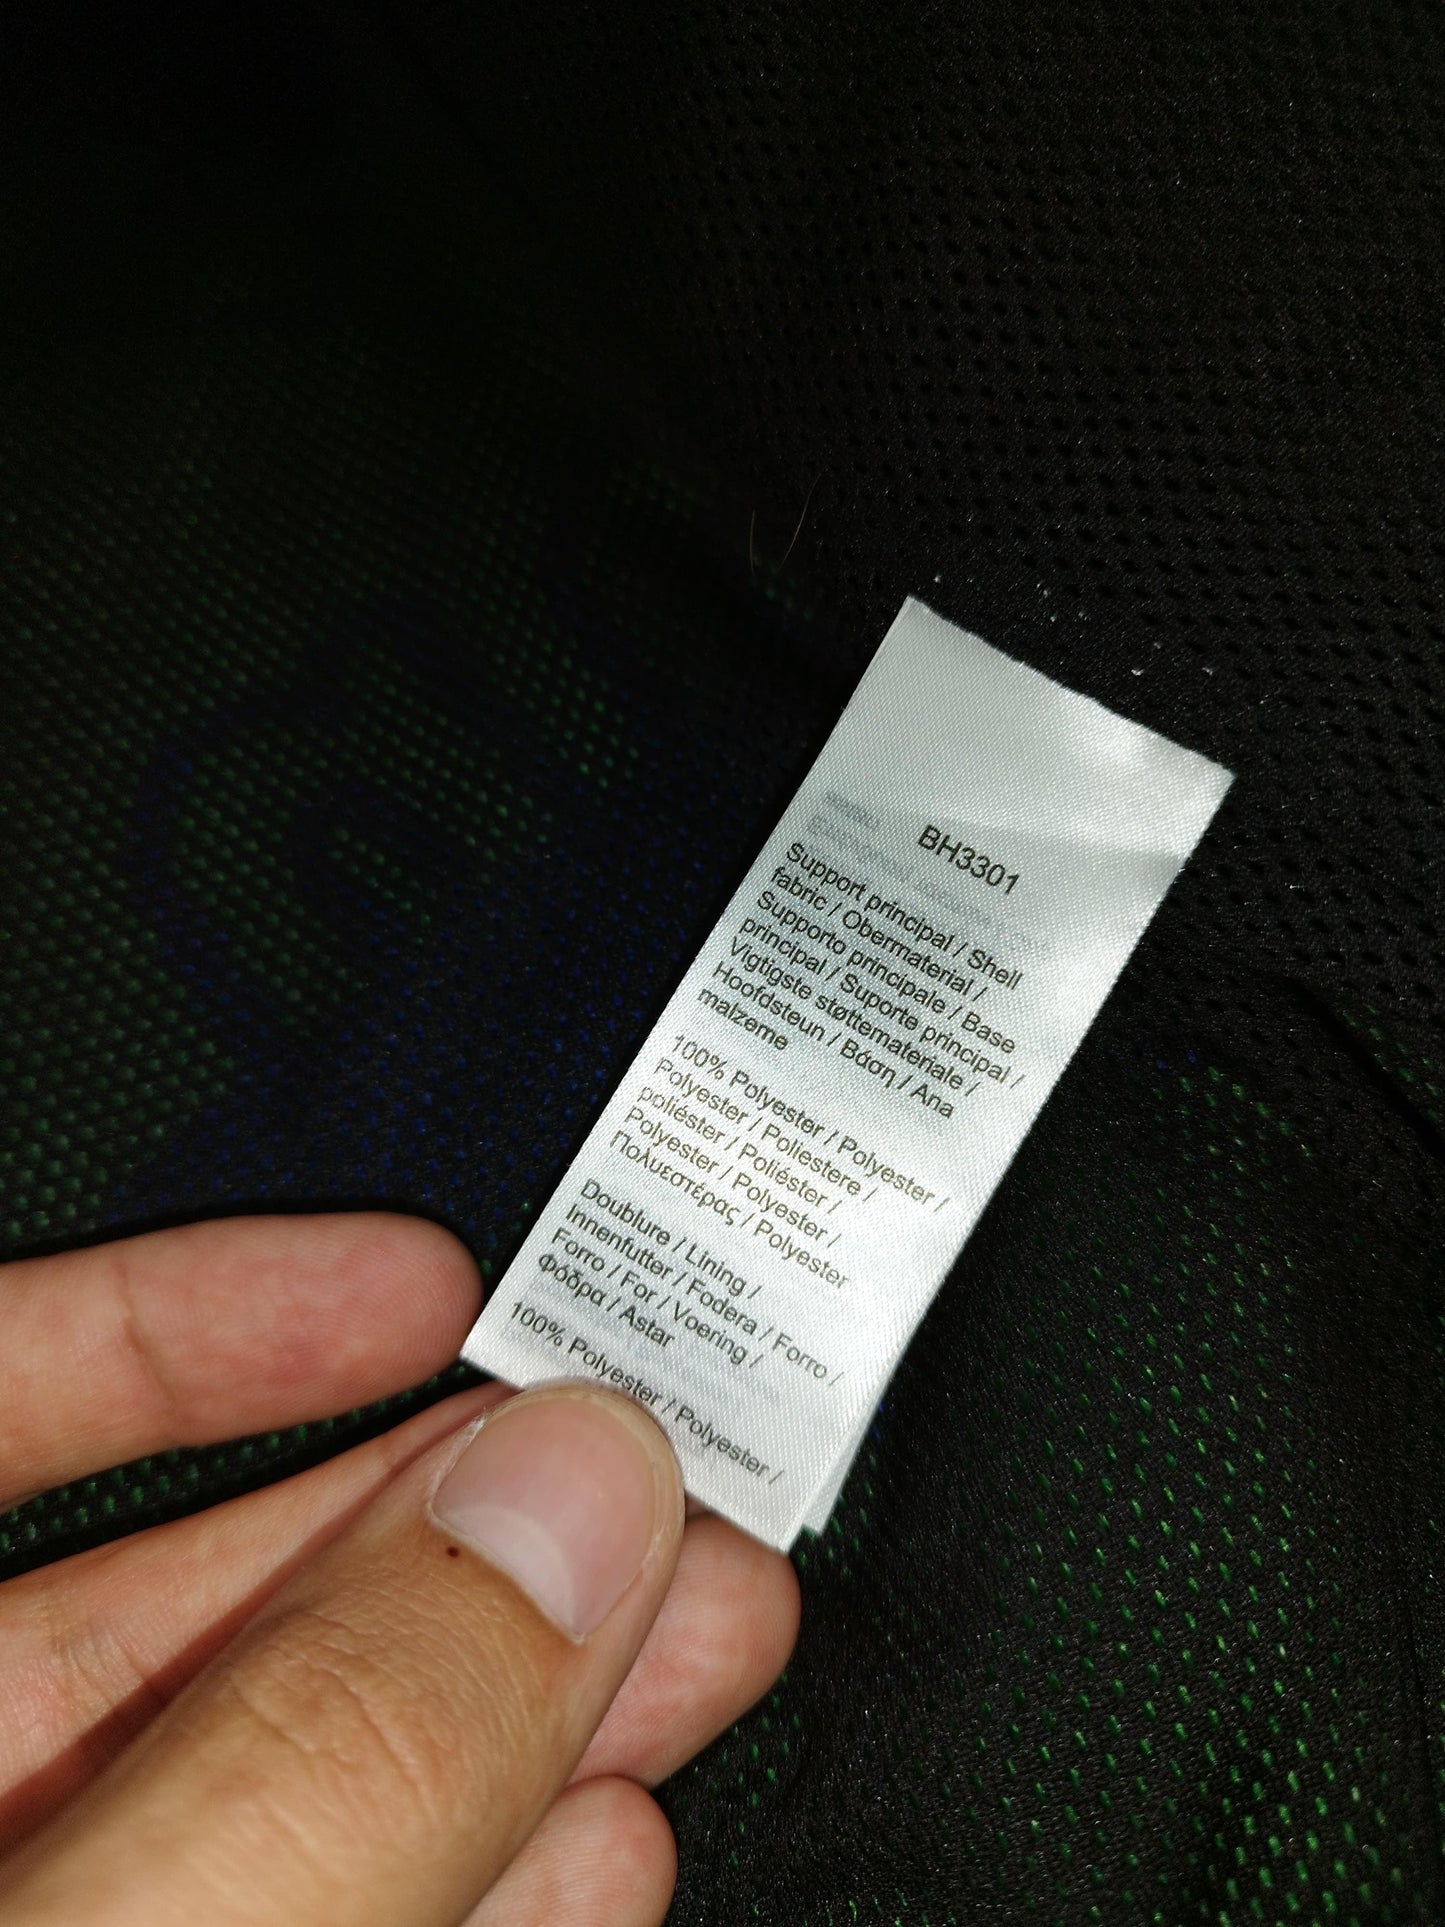 BH3301
Support principal / Shell
fabric / Obermaterial /
Supporto principale / Base
principal / Suporte principal /
Vigtigste støttemateriale /
Hoofdsteun / Βάση / Ana
malzeme
100% Polyester / Polyester /
Polyester / Poliestere /
poliéster / Poliéster /
Polyester / Polyester /
Πολυεστέρας / Polyester
Doublure / Lining /
Innenfutter / Fodera / Forro /
Forro / For / Voering /
Φόδρα / Astar
100% Polyester / Polyester /